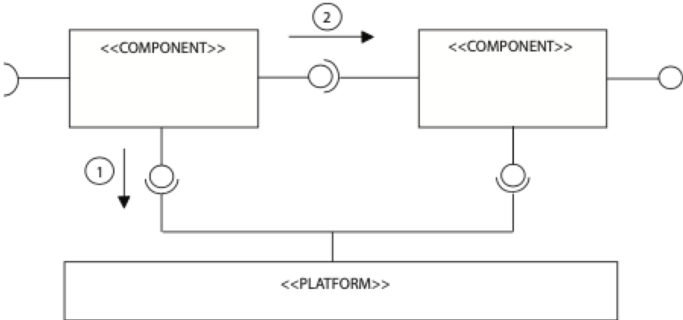 2
<<COMPONENT>>
<<COMPONENT>>
1
<<PLATFORM>>